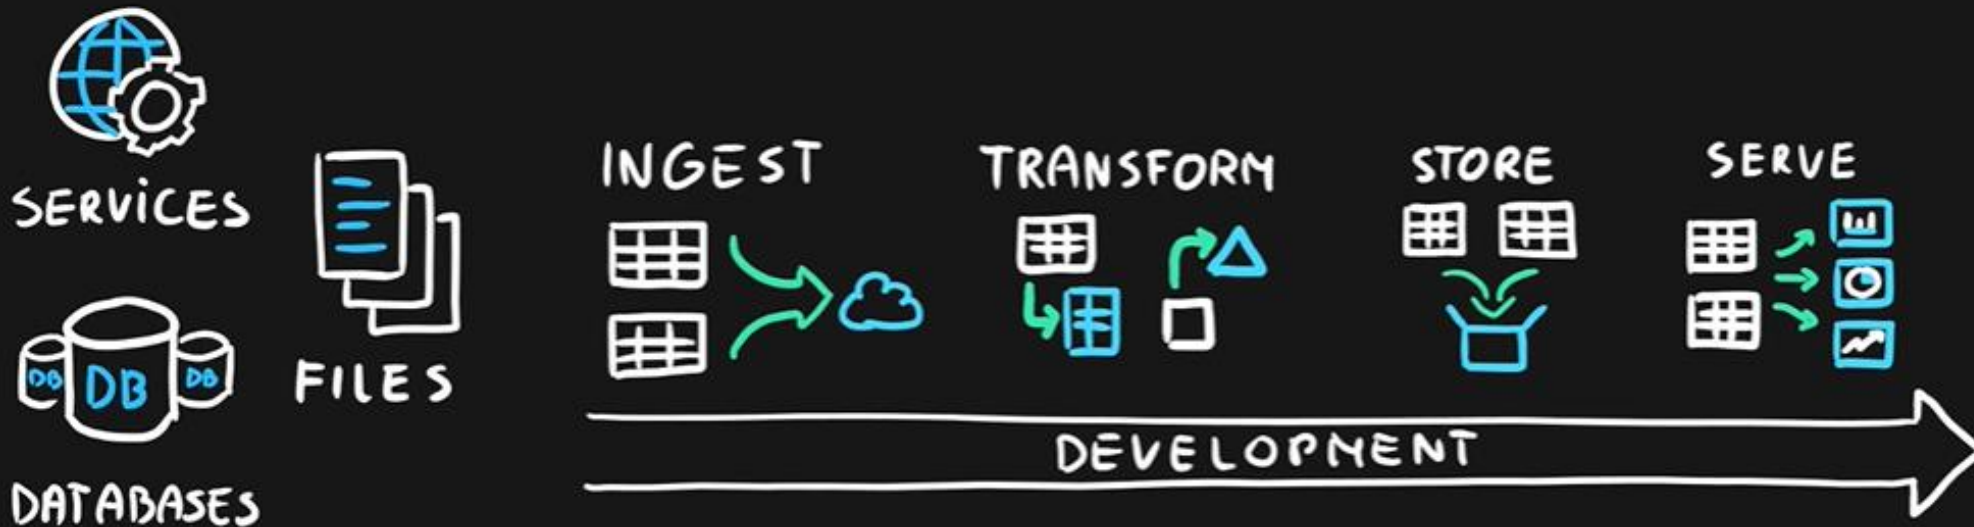 SERVICES
DB DB DB
DATABASES
FILES
INGEST
TRANSFORM
STORE
SERVE
DEVELOPMENT